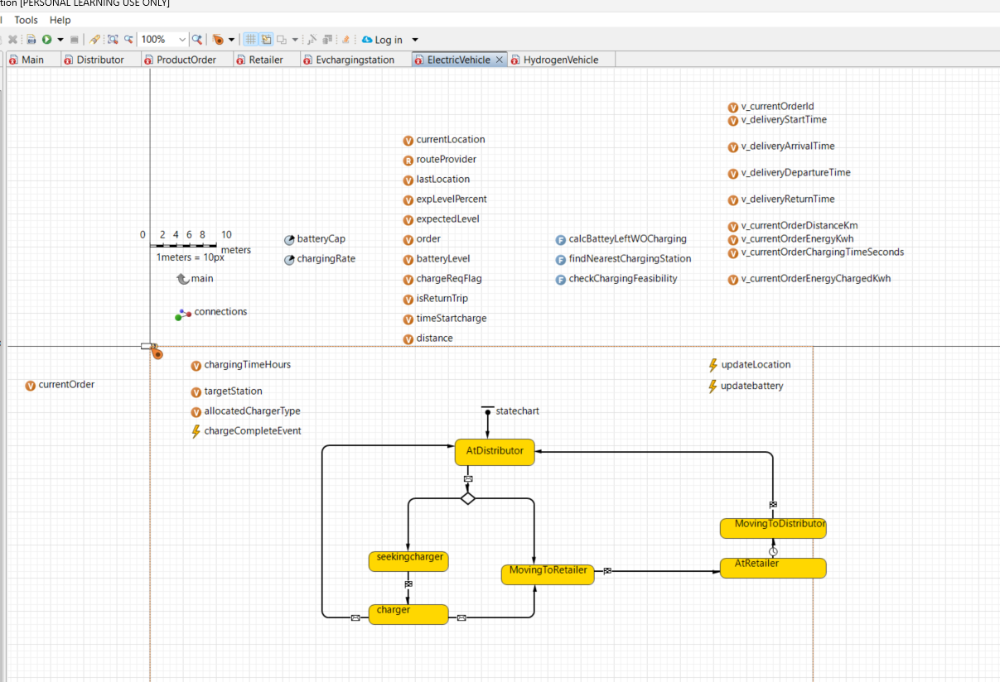 tion [PERSONAL LEARNING USE ONLY]
Tools Help
100% Log in
Main Distributor ProductOrder Retailer Evchargingstation ElectricVehicle HydrogenVehicle
v_currentOrderId
v_deliveryStartTime
v_deliveryArrivalTime
v_deliveryDepartureTime
v_deliveryReturnTime
v_currentOrderDistanceKm
v_currentOrderEnergyKwh
v_currentOrderChargingTimeSeconds
v_currentOrderEnergyChargedKwh
currentLocation
routeProvider
lastLocation
expLevelPercent
expectedLevel
order
batteryLevel
chargeReqFlag
isReturnTrip
timeStartcharge
distance
calcBatteyLeftWOCharging
findNearestChargingStation
checkChargingFeasibility
batteryCap
chargingRate
0 2 4 6 8 10
meters
1meters = 10px
main
connections
currentOrder
chargingTimeHours
targetStation
allocatedChargerType
chargeCompleteEvent
updateLocation
updatebattery
statechart
AtDistributor
seekingcharger
charger
MovingToRetailer
MovingToDistributor
AtRetailer